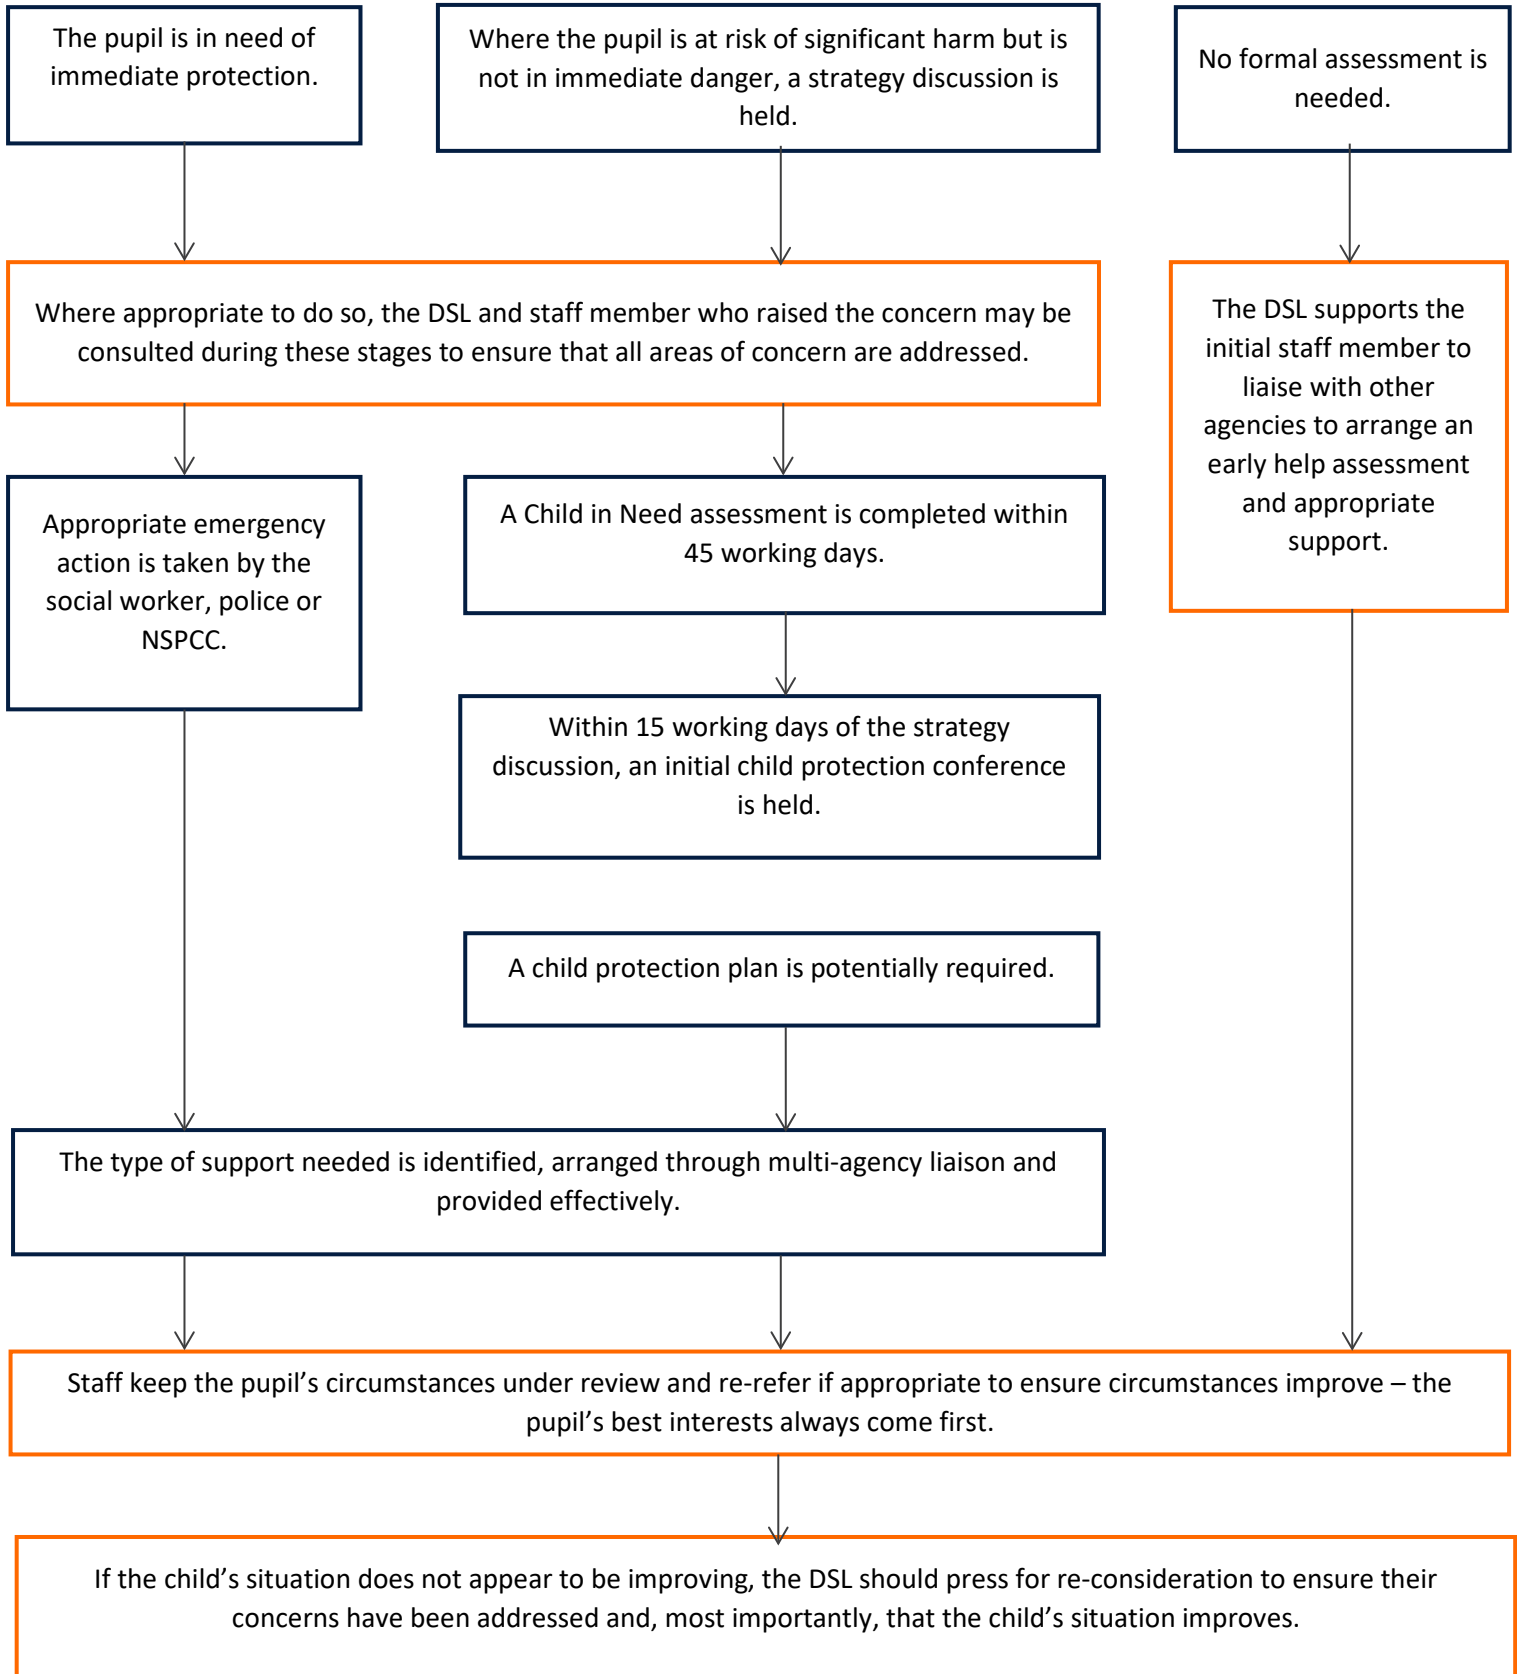 The pupil is in need of
immediate protection.
Where the pupil is at risk of significant harm but is
not in immediate danger, a strategy discussion is
held.
No formal assessment is
needed.
Where appropriate to do so, the DSL and staff member who raised the concern may be
consulted during these stages to ensure that all areas of concern are addressed.
The DSL supports the
initial staff member to
liaise with other
agencies to arrange an
early help assessment
and appropriate
support.
Appropriate emergency
action is taken by the
social worker, police or
NSPCC.
A Child in Need assessment is completed within
45 working days.
Within 15 working days of the strategy
discussion, an initial child protection conference
is held.
A child protection plan is potentially required.
The type of support needed is identified, arranged through multi-agency liaison and
provided effectively.
Staff keep the pupil’s circumstances under review and re-refer if appropriate to ensure circumstances improve – the
pupil’s best interests always come first.
If the child’s situation does not appear to be improving, the DSL should press for re-consideration to ensure their
concerns have been addressed and, most importantly, that the child’s situation improves.